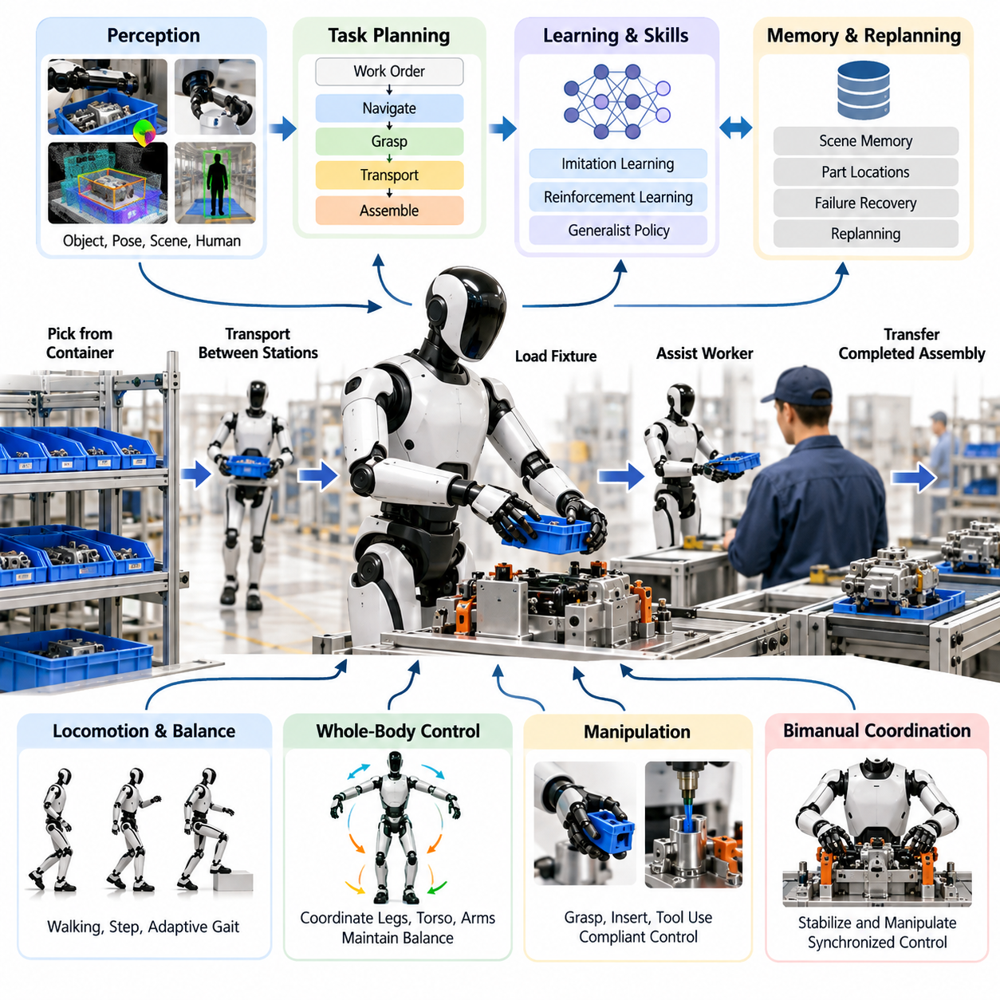 Perception
Object, Pose, Scene, Human
Task Planning
Work Order
Navigate
Grasp
Transport
Assemble
Learning & Skills
Imitation Learning
Reinforcement Learning
Generalist Policy
Memory & Replanning
Scene Memory
Part Locations
Failure Recovery
Replanning
Pick from
Container
Transport
Between Stations
Load Fixture
Assist Worker
Transfer
Completed Assembly
Locomotion & Balance
Walking, Step, Adaptive Gait
Whole-Body Control
Coordinate Legs, Torso, Arms
Maintain Balance
Manipulation
Grasp, Insert, Tool Use
Compliant Control
Bimanual Coordination
Stabilize and Manipulate
Synchronized Control